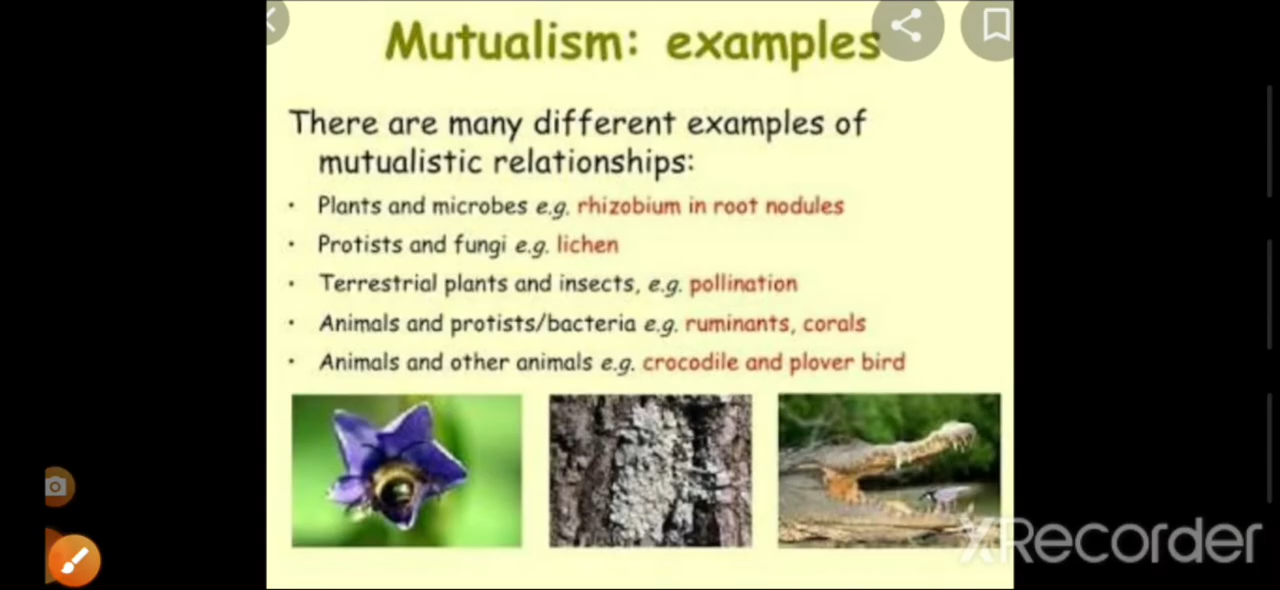 Mutualism: examples
There are many different examples of
mutualistic relationships:
• Plants and microbes e.g. rhizobium in root nodules
• Protists and fungi e.g. lichen
• Terrestrial plants and insects, e.g. pollination
• Animals and protists/bacteria e.g. ruminants, corals
• Animals and other animals e.g. crocodile and plover bird
XRecorder